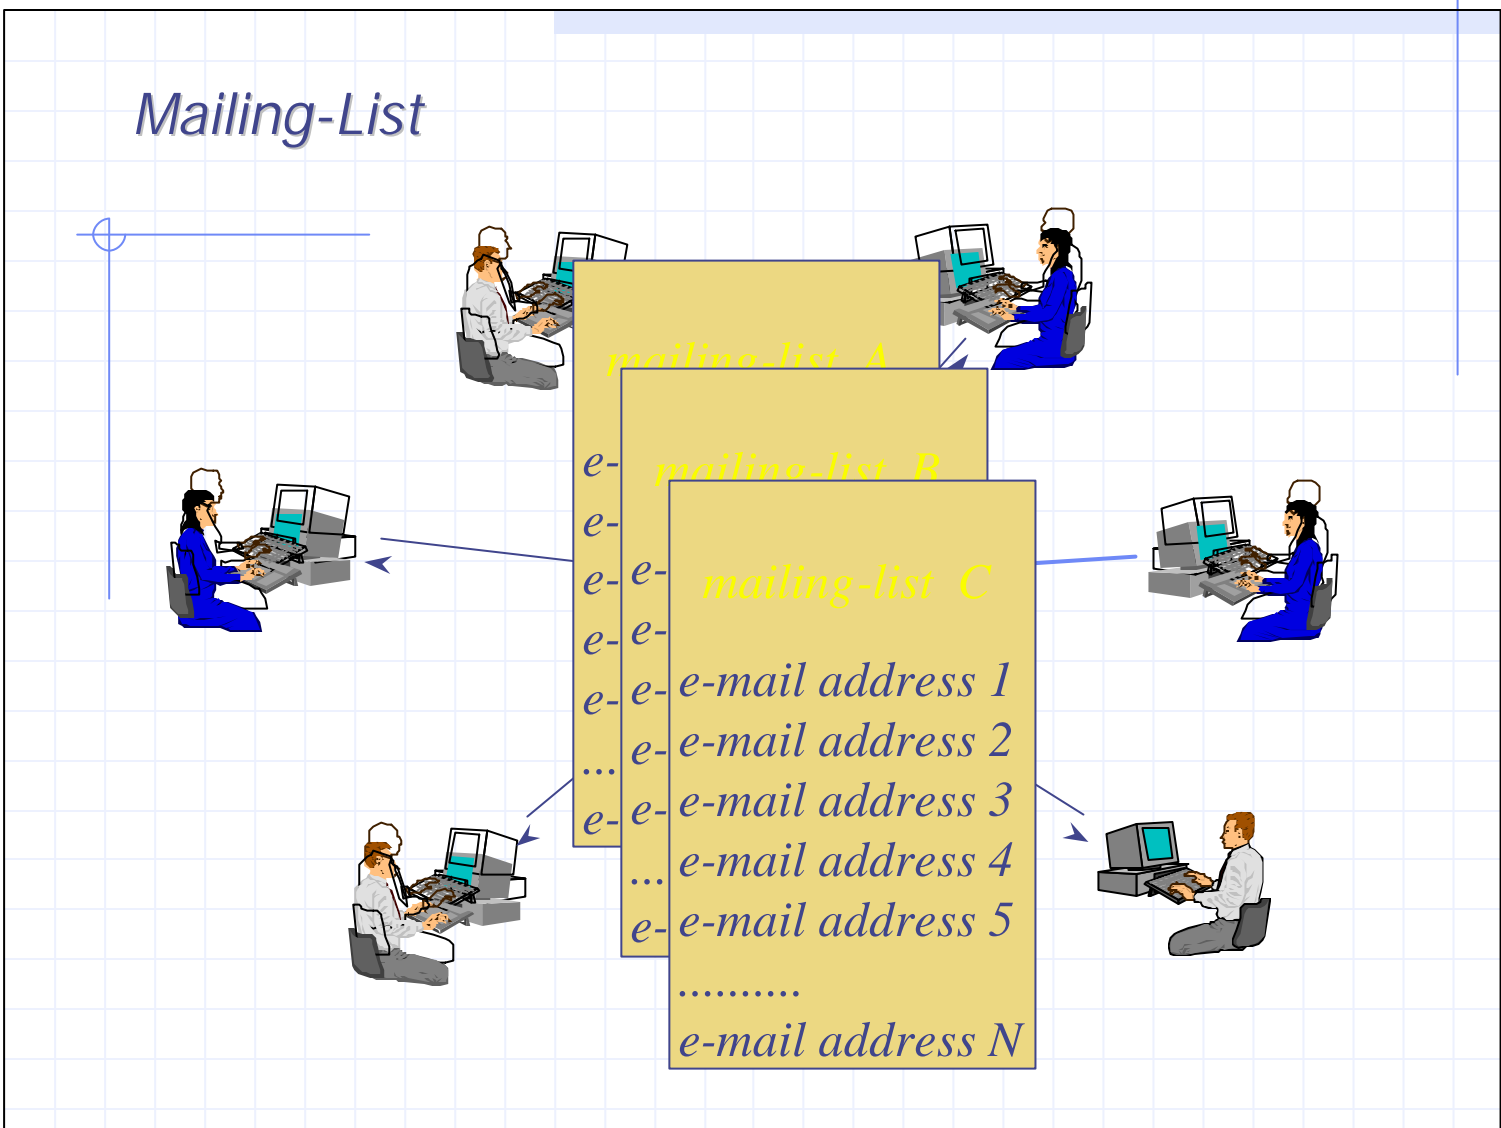 Mailing-List
mailing-list A
e-
e-
e-
e-
e-
...
e-
mailing-list B
e-
e-
e-
e-
e-
...
e-
mailing-list C
e-mail address 1
e-mail address 2
e-mail address 3
e-mail address 4
e-mail address 5
..........
e-mail address N